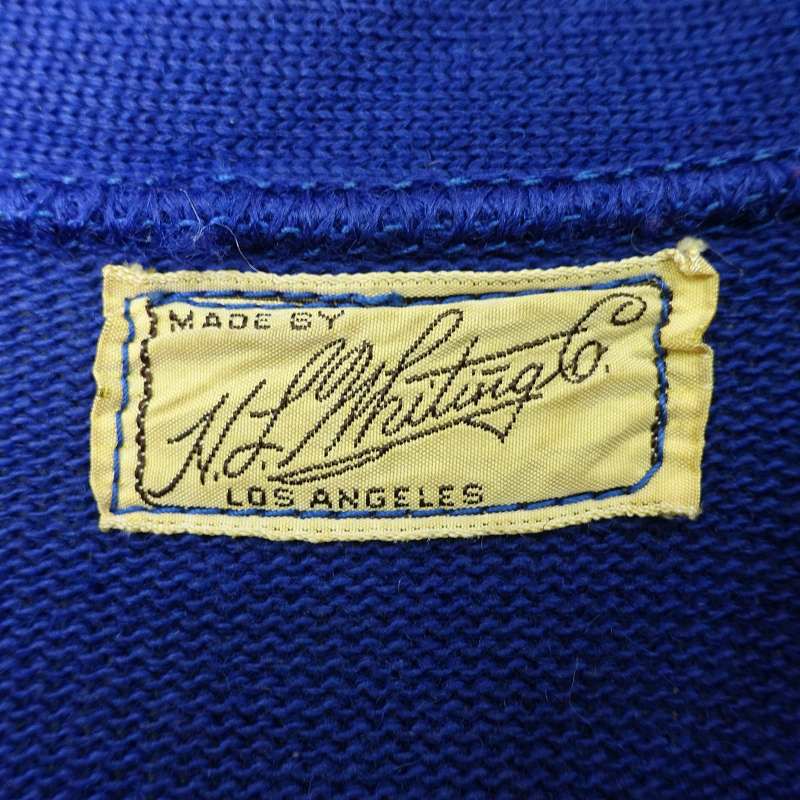 MADE BY
H. L. Whiting Co.
LOS ANGELES